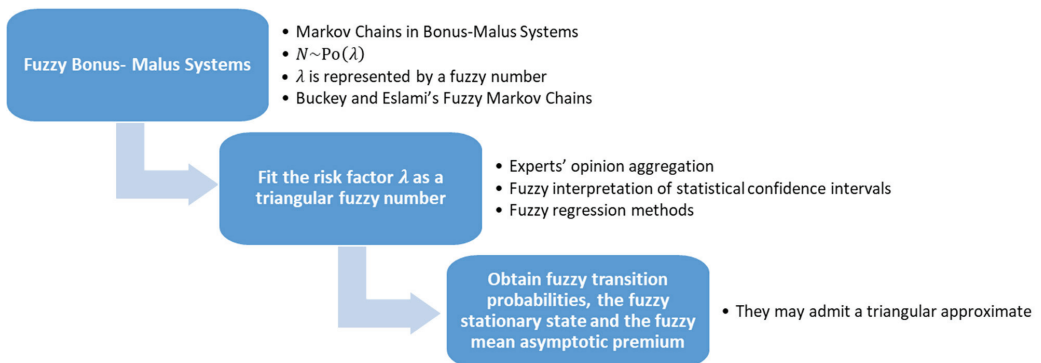 Fuzzy Bonus- Malus Systems
• Markov Chains in Bonus-Malus Systems
• N~Po(λ)
• λ is represented by a fuzzy number
• Buckey and Eslami's Fuzzy Markov Chains
Fit the risk factor λ as a
triangular fuzzy number
• Experts' opinion aggregation
• Fuzzy interpretation of statistical confidence intervals
• Fuzzy regression methods
Obtain fuzzy transition
probabilities, the fuzzy
stationary state and the fuzzy
mean asymptotic premium
• They may admit a triangular approximate